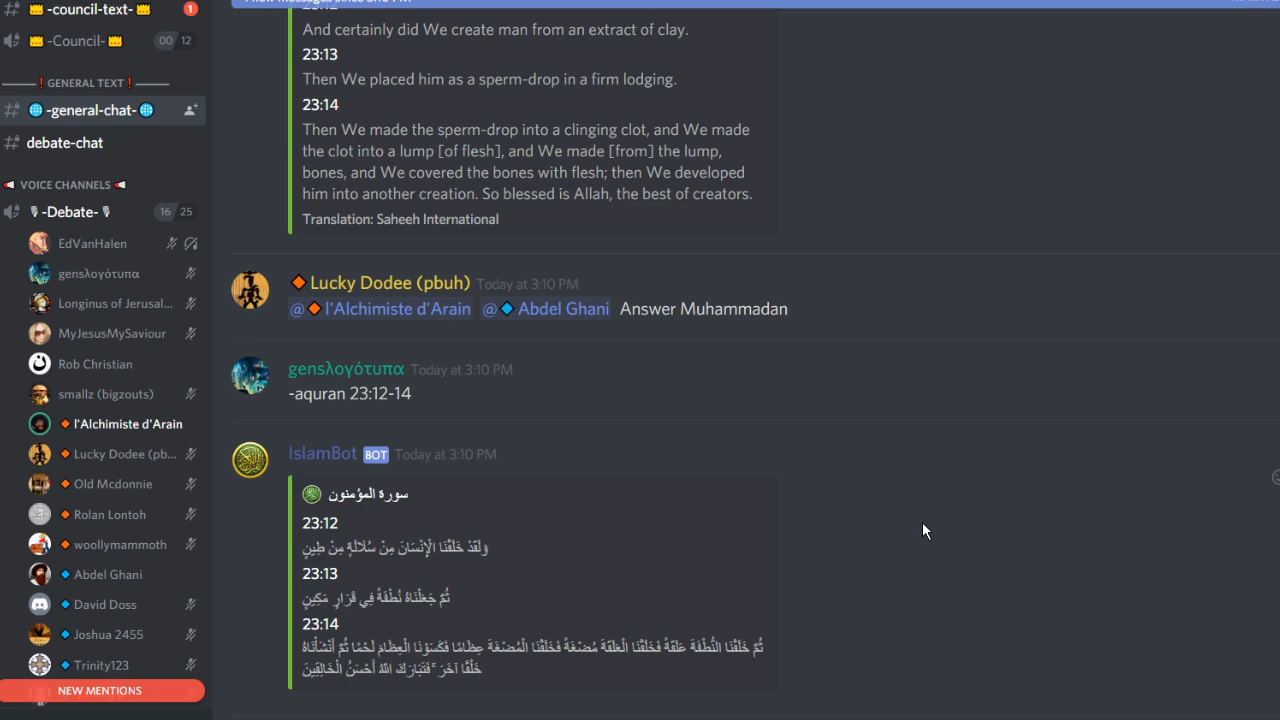 -council-text-
1
-Council-
00 12
GENERAL TEXT
-general-chat-
debate-chat
VOICE CHANNELS
-Debate-
16 25
EdVanHalen
gensλογότυπα
Longinus of Jerusal...
MyJesusMySaviour
Rob Christian
smallz (bigzouts)
l'Alchimiste d'Arain
Lucky Dodee (pb...
Old Mcdonnie
Rolan Lontoh
woollymammoth
Abdel Ghani
David Doss
Joshua 2455
Trinity123
NEW MENTIONS
And certainly did We create man from an extract of clay.
23:13
Then We placed him as a sperm-drop in a firm lodging.
23:14
Then We made the sperm-drop into a clinging clot, and We made
the clot into a lump [of flesh], and We made [from] the lump,
bones, and We covered the bones with flesh; then We developed
him into another creation. So blessed is Allah, the best of creators.
Translation: Saheeh International
Lucky Dodee (pbuh) Today at 3:10 PM
@l'Alchimiste d'Arain @Abdel Ghani Answer Muhammadan
gensλογότυπα Today at 3:10 PM
-aquran 23:12-14
IslamBot BOT Today at 3:10 PM
سورة المؤمنون
23:12
وَلَقَدْ خَلَقْنَا الْإِنْسَانَ مِنْ سُلَالَةٍ مِنْ طِينٍ
23:13
ثُمَّ جَعَلْنَاهُ نُطْفَةً فِي قَرَارٍ مَكِينٍ
23:14
ثُمَّ خَلَقْنَا النُّطْفَةَ عَلَقَةً فَخَلَقْنَا الْعَلَقَةَ مُضْغَةً فَخَلَقْنَا الْمُضْغَةَ عِظَامًا فَكَسَوْنَا الْعِظَامَ لَحْمًا ثُمَّ أَنْشَأْنَاهُ
خَلْقًا آخَرَ ۚ فَتَبَارَكَ اللَّهُ أَحْسَنُ الْخَالِقِينَ